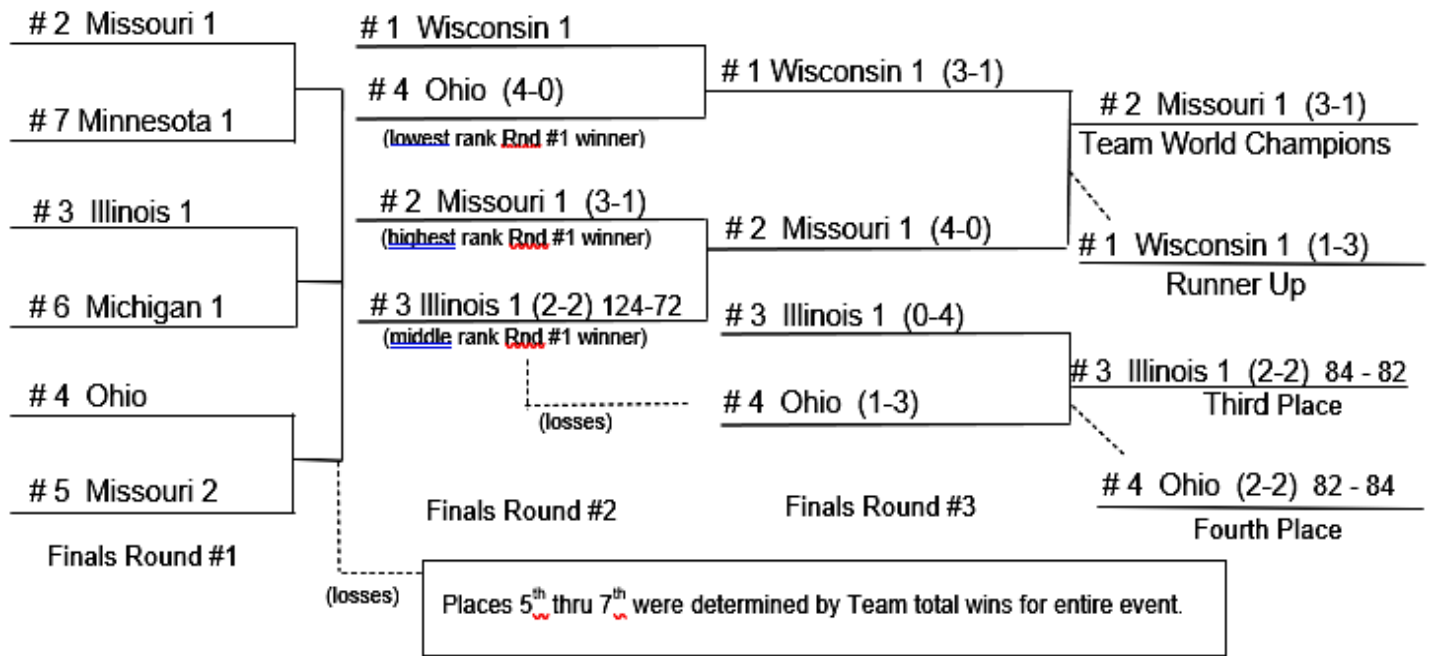 # 2 Missouri 1
# 7 Minnesota 1
# 3 Illinois 1
# 6 Michigan 1
# 4 Ohio
# 5 Missouri 2
Finals Round #1
# 1 Wisconsin 1
# 4 Ohio (4-0)
(lowest rank Rnd #1 winner)
# 2 Missouri 1 (3-1)
(highest rank Rnd #1 winner)
# 3 Illinois 1 (2-2) 124-72
(middle rank Rnd #1 winner)
(losses)
Finals Round #2
# 1 Wisconsin 1 (3-1)
# 2 Missouri 1 (4-0)
# 3 Illinois 1 (0-4)
# 4 Ohio (1-3)
Finals Round #3
# 2 Missouri 1 (3-1)
Team World Champions
# 1 Wisconsin 1 (1-3)
Runner Up
# 3 Illinois 1 (2-2) 84 - 82
Third Place
# 4 Ohio (2-2) 82 - 84
Fourth Place
(losses)
Places 5th thru 7th were determined by Team total wins for entire event.